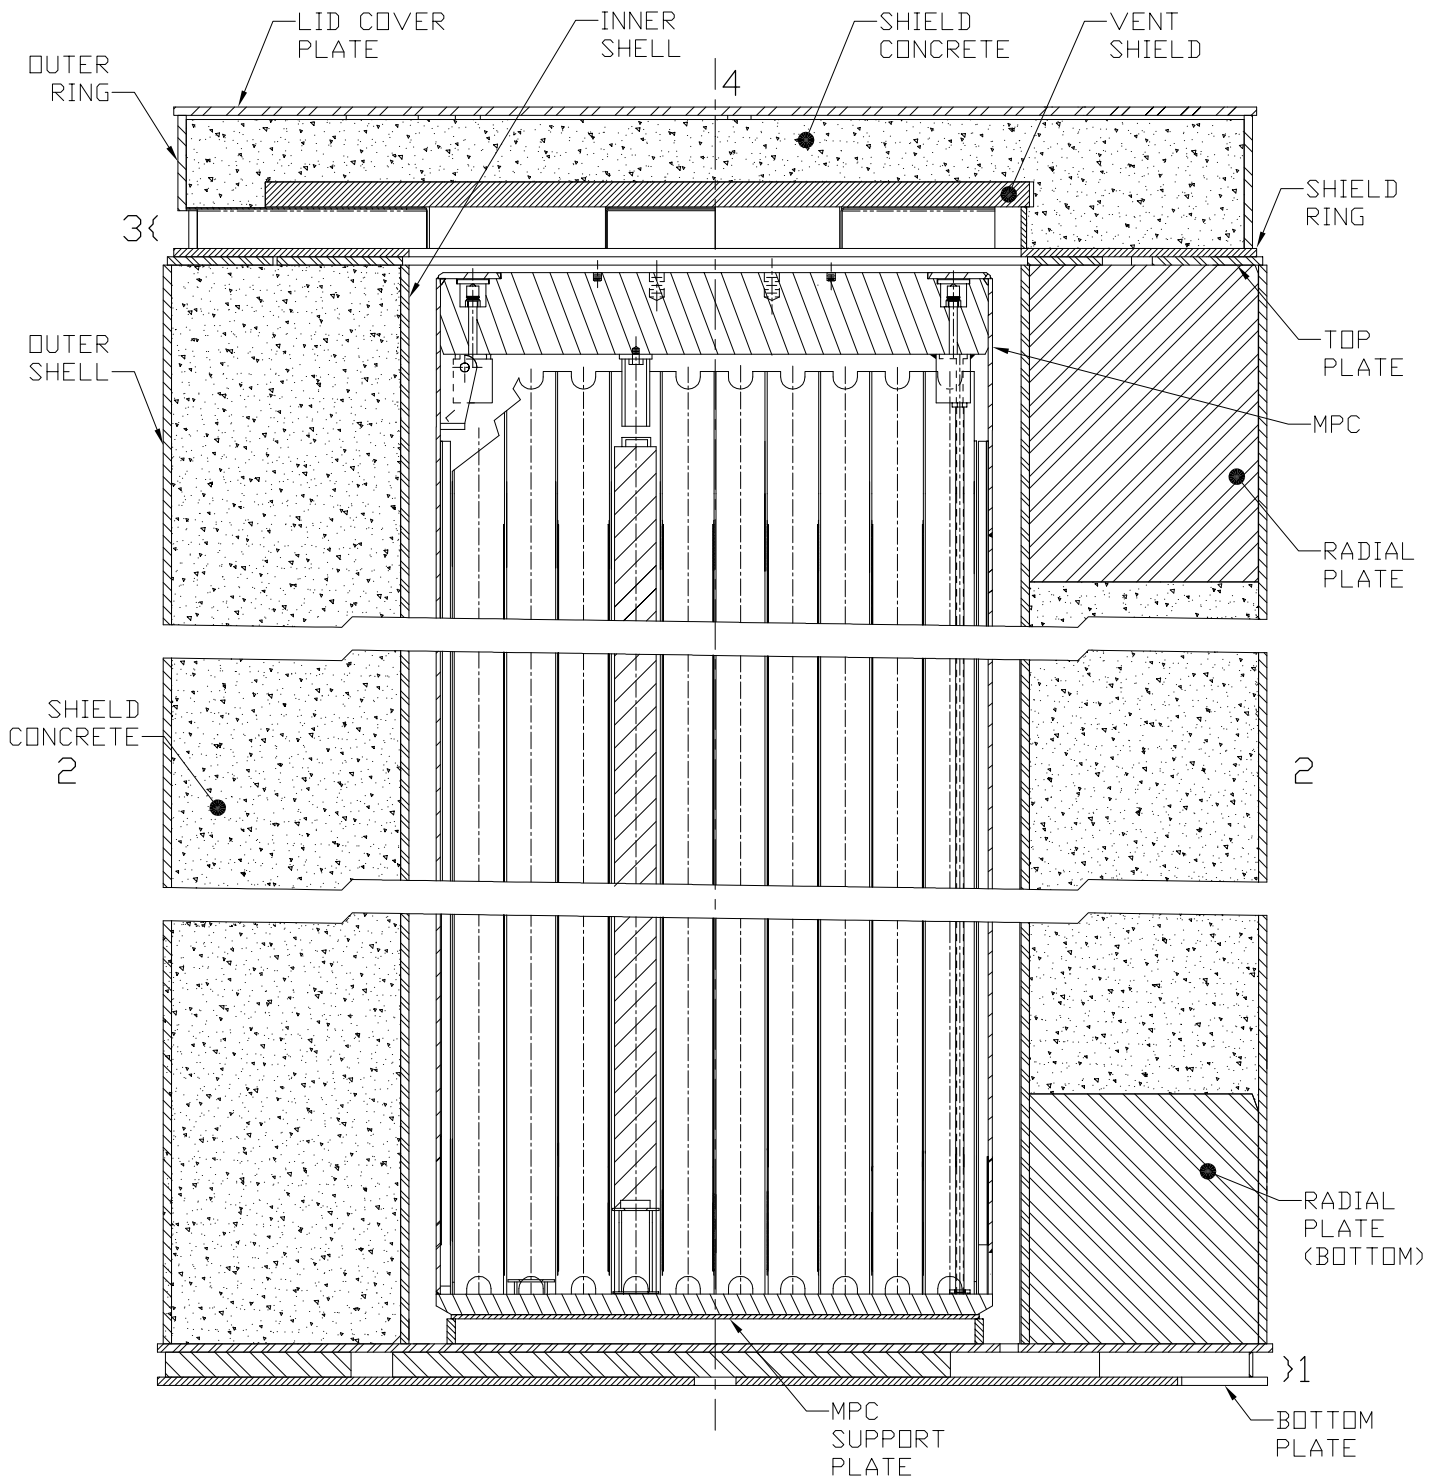 LID COVER
PLATE
INNER
SHELL
SHIELD
CONCRETE
VENT
SHIELD
OUTER
RING
4
SHIELD
RING
3{
OUTER
SHELL
TOP
PLATE
MPC
RADIAL
PLATE
SHIELD
CONCRETE
2
2
RADIAL
PLATE
(BOTTOM)
}1
MPC
SUPPORT
PLATE
BOTTOM
PLATE